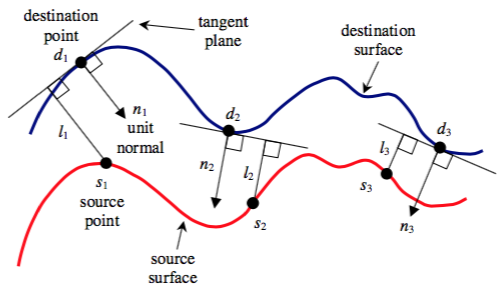 destination
point
tangent
plane
destination
surface
d₁
n₁
unit
normal
l₁
s₁
source
point
d₂
n₂
l₂
s₂
source
surface
d₃
l₃
s₃
n₃